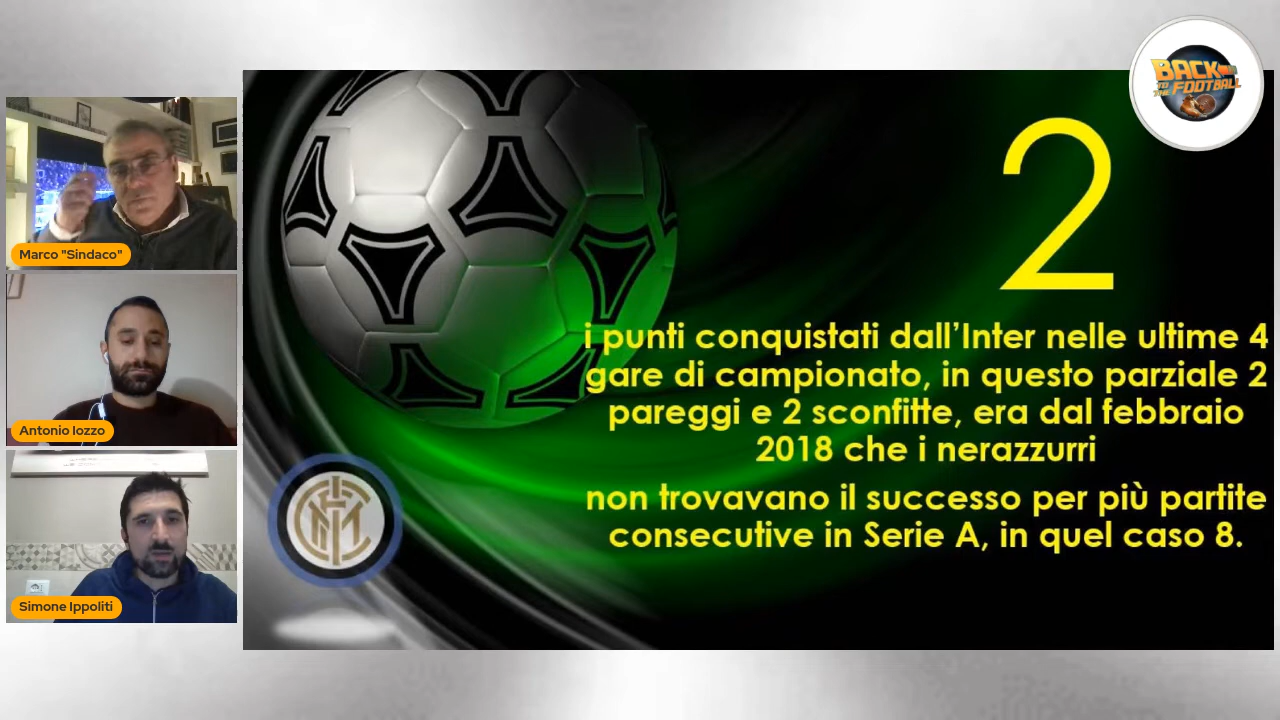 BACK
TO
THE FOOTBALL
2
i punti conquistati dall'Inter nelle ultime 4
gare di campionato, in questo parziale 2
pareggi e 2 sconfitte, era dal febbraio
2018 che i nerazzurri
non trovavano il successo per più partite
consecutive in Serie A, in quel caso 8.
Marco "Sindaco"
Antonio Iozzo
Simone Ippoliti